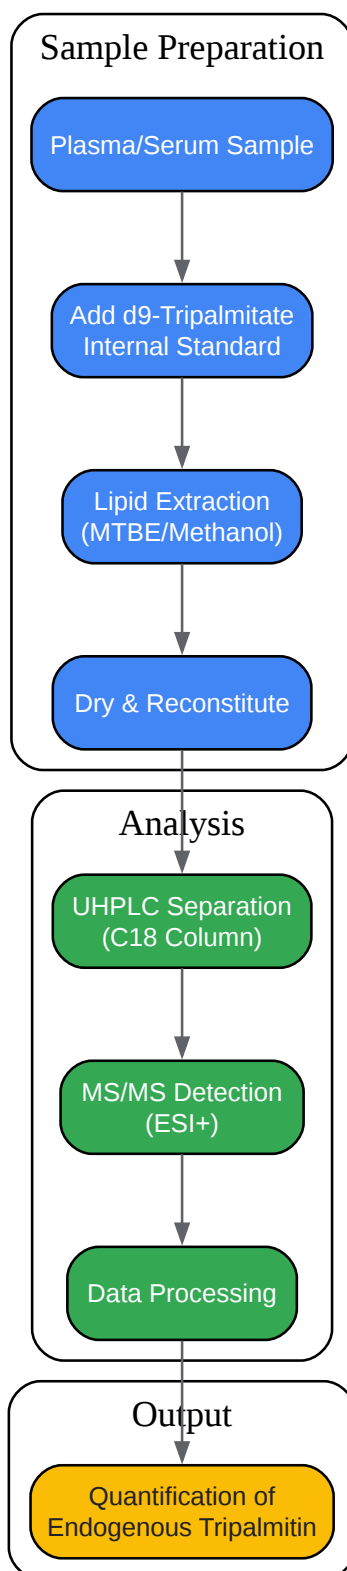 Sample Preparation
Plasma/Serum Sample
Add d9-Tripalmitate
Internal Standard
Lipid Extraction
(MTBE/Methanol)
Dry & Reconstitute
Analysis
UHPLC Separation
(C18 Column)
MS/MS Detection
(ESI+)
Data Processing
Output
Quantification of
Endogenous Tripalmitin